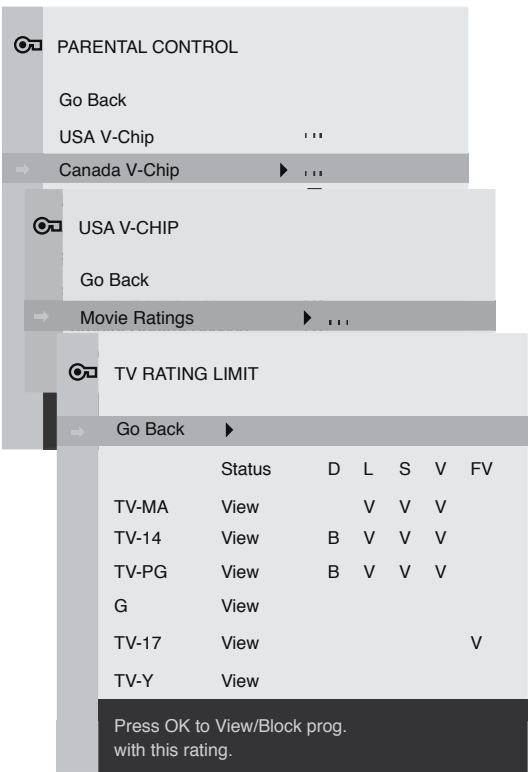 PARENTAL CONTROL
Go Back
USA V-Chip
Canada V-Chip
USA V-CHIP
Go Back
Movie Ratings
TV RATING LIMIT
Go Back
Status D L S V FV
TV-MA View V V V
TV-14 View B V V V
TV-PG View B V V V
G View
TV-17 View V
TV-Y View
Press OK to View/Block prog.
with this rating.